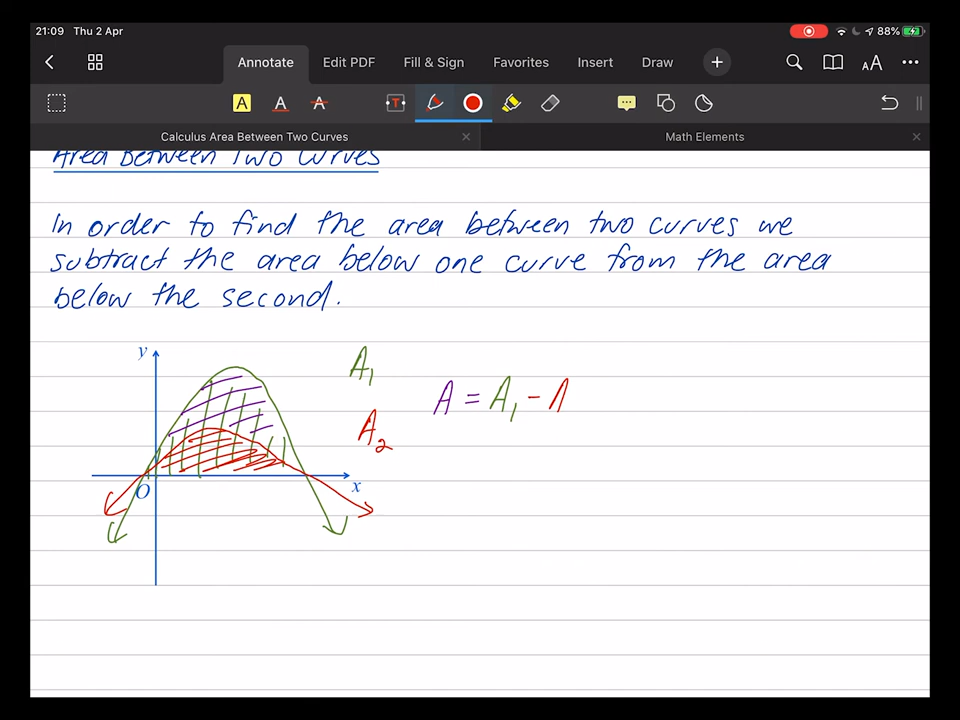 21:09 Thu 2 Apr
88%
Annotate Edit PDF Fill & Sign Favorites Insert Draw
AA
A A A T
Calculus Area Between Two Curves
Math Elements
Area Between Two Curves
In order to find the area between two curves we
subtract the area below one curve from the area
below the second.
y
A1
A = A1 -
A2
O
x